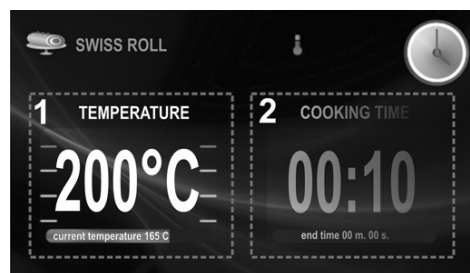 SWISS ROLL
1 TEMPERATURE
200°C
current temperature 165 C
2 COOKING TIME
00:10
end time 00 m. 00 s.